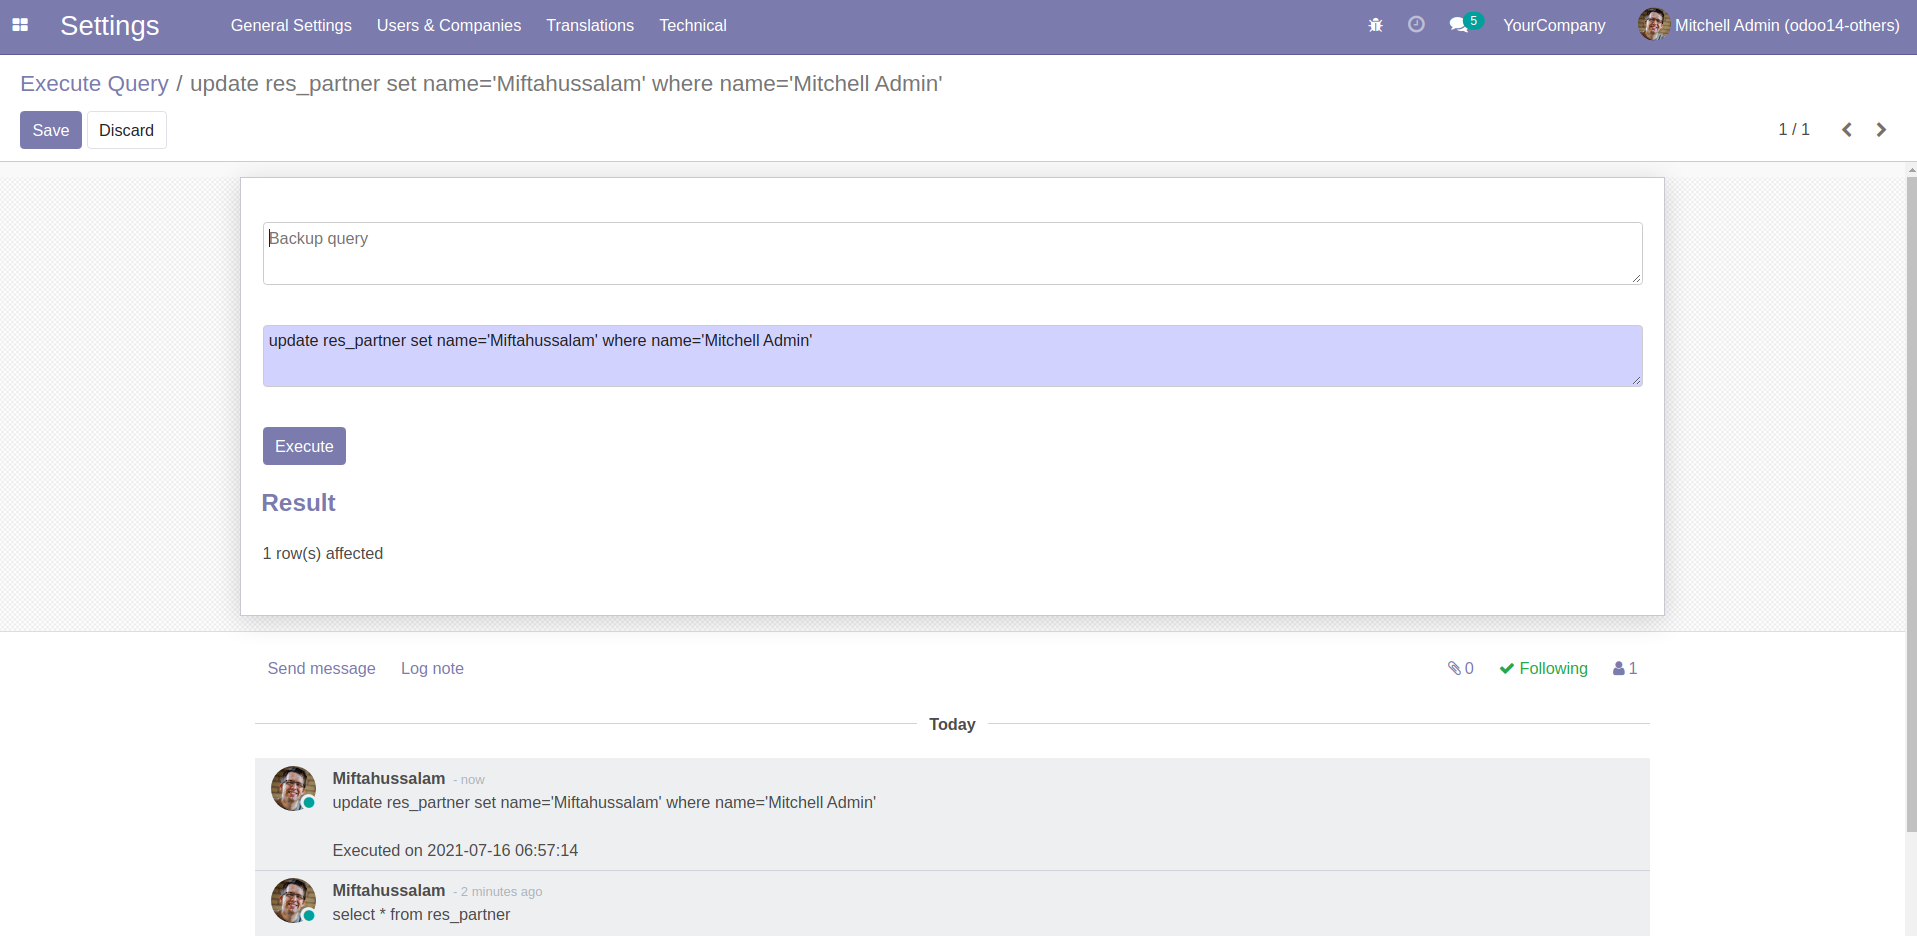 Settings General Settings Users & Companies Translations Technical 5 YourCompany Mitchell Admin (odoo14-others)
Execute Query / update res_partner set name='Miftahussalam' where name='Mitchell Admin'
Save Discard 1 / 1
Backup query
update res_partner set name='Miftahussalam' where name='Mitchell Admin'
Execute
Result
1 row(s) affected
Send message Log note 0 Following 1
Today
Miftahussalam - now
update res_partner set name='Miftahussalam' where name='Mitchell Admin'
Executed on 2021-07-16 06:57:14
Miftahussalam - 2 minutes ago
select * from res_partner